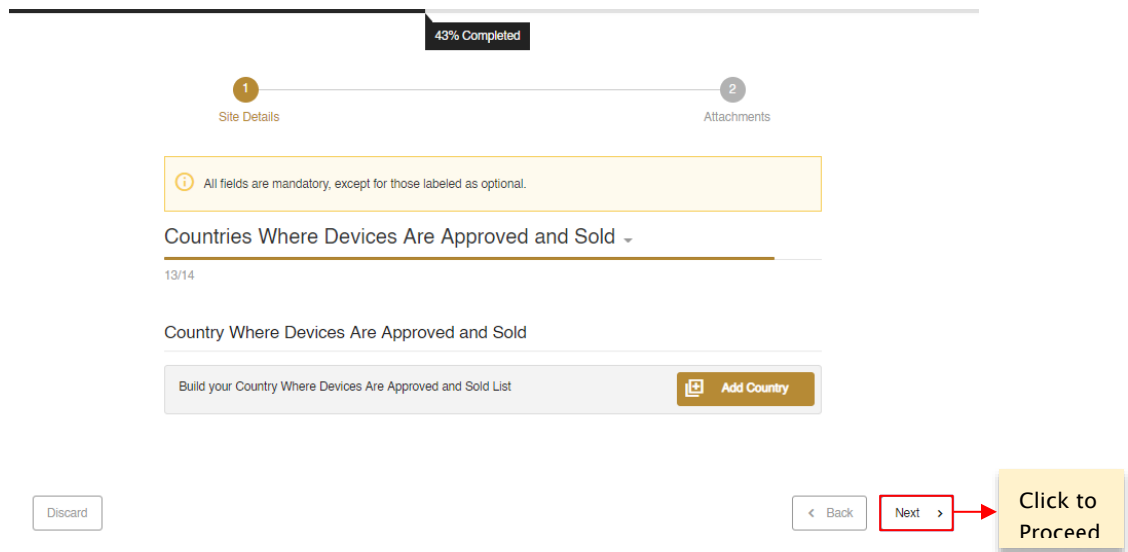 43% Completed
1
2
Site Details
Attachments
All fields are mandatory, except for those labeled as optional.
Countries Where Devices Are Approved and Sold
13/14
Country Where Devices Are Approved and Sold
Build your Country Where Devices Are Approved and Sold List
Add Country
Discard
Back
Next
Click to
Proceed